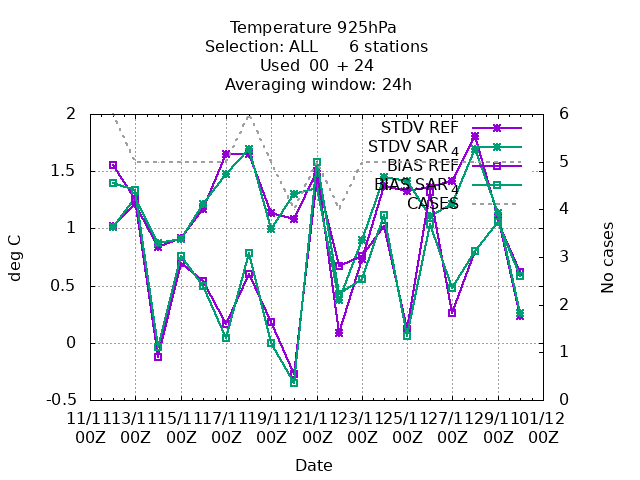 Temperature 925hPa
Selection: ALL 6 stations
Used 00 + 24
Averaging window: 24h
STDV REF
STDV SAR4
BIAS REF
BIAS SAR4
CASES
2
1.5
1
0.5
0
-0.5
deg C
6
5
4
3
2
1
0
No cases
11/11 13/11 15/11 17/11 19/11 21/11 23/11 25/11 27/11 29/11 01/12
00Z 00Z 00Z 00Z 00Z 00Z 00Z 00Z 00Z 00Z 00Z
Date